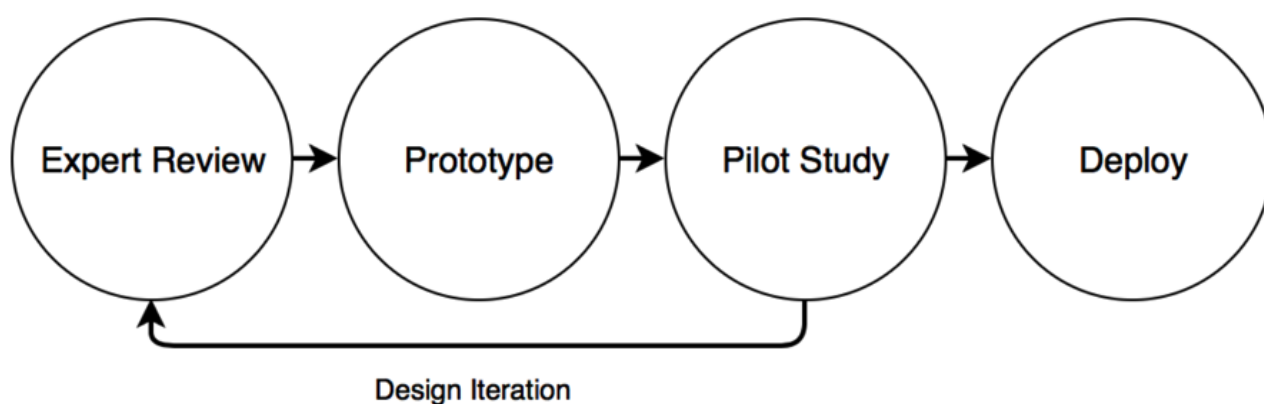 Expert Review
Prototype
Pilot Study
Deploy
Design Iteration